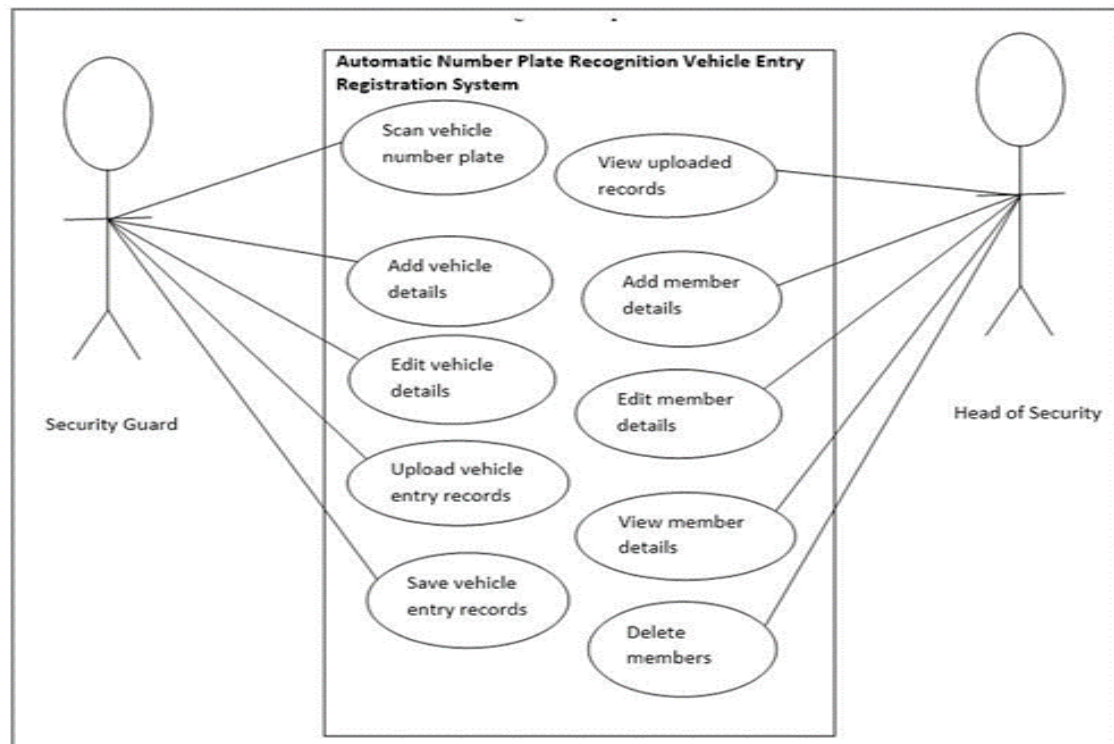 Automatic Number Plate Recognition Vehicle Entry
Registration System
Scan vehicle
number plate
View uploaded
records
Add vehicle
details
Add member
details
Edit vehicle
details
Edit member
details
Security Guard
Head of Security
Upload vehicle
entry records
View member
details
Save vehicle
entry records
Delete
members